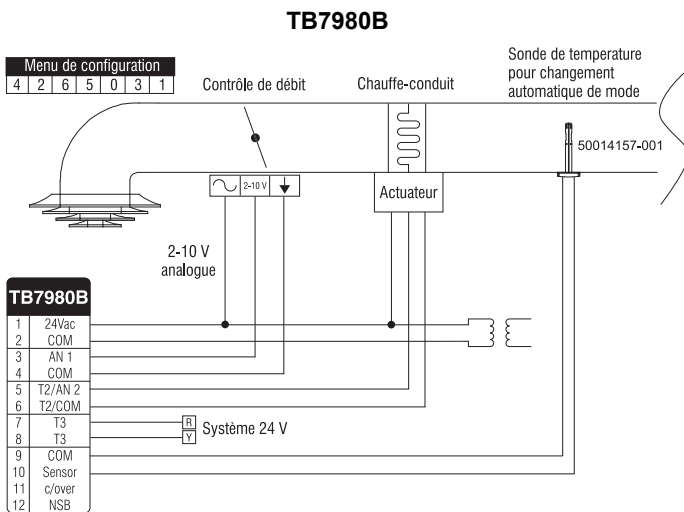 TB7980B
Menu de configuration
4 2 6 5 0 3 1
Contrôle de débit
Chauffe-conduit
Sonde de temperature
pour changement
automatique de mode
50014157-001
2-10 V
Actuateur
2-10 V
analogue
TB7980B
1 24Vac
2 COM
3 AN 1
4 COM
5 T2/AN 2
6 T2/COM
7 T3
8 T3
9 COM
10 Sensor
11 c/over
12 NSB
R
Y
Système 24 V